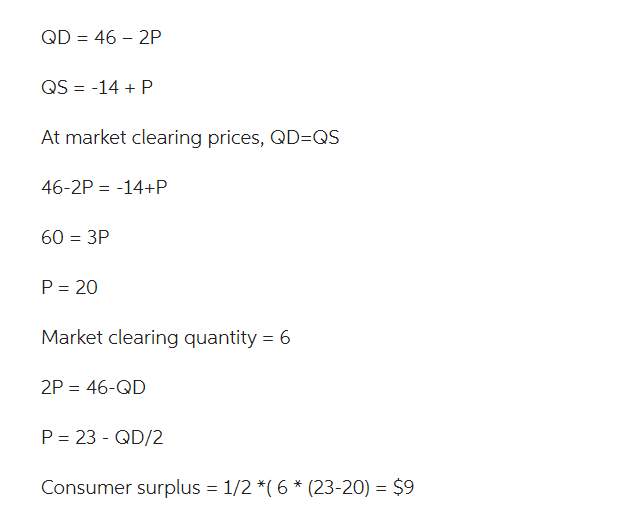 QD = 46 – 2P
QS = -14 + P
At market clearing prices, QD=QS
46-2P = -14+P
60 = 3P
P = 20
Market clearing quantity = 6
2P = 46-QD
P = 23 - QD/2
Consumer surplus = 1/2 *( 6 * (23-20) = $9